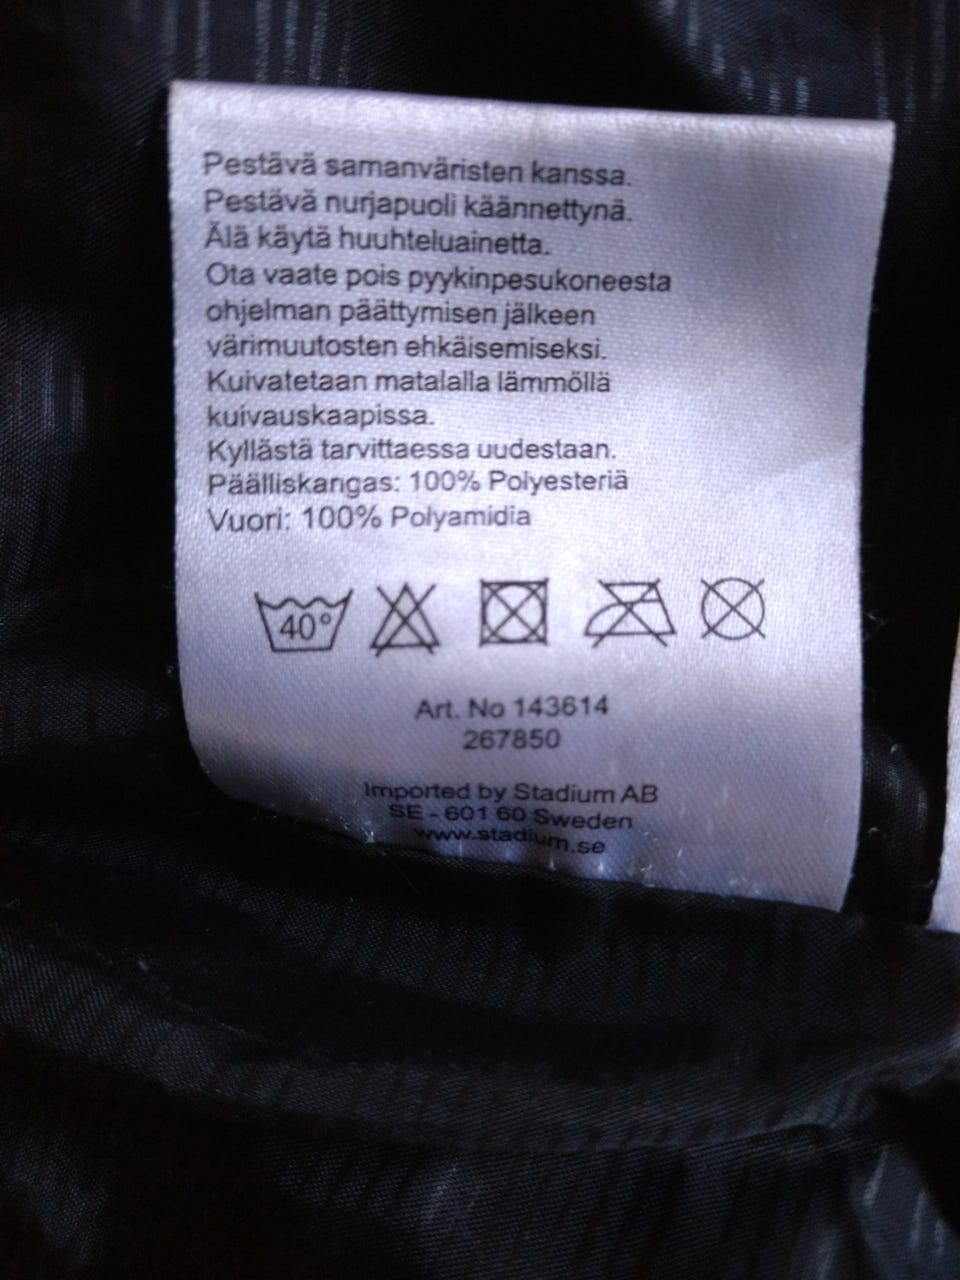 Pestävä samanväristen kanssa.
Pestävä nurjapuoli käännettynä.
Älä käytä huuhteluainetta.
Ota vaate pois pyykinpesukoneesta
ohjelman päättymisen jälkeen
värimuutosten ehkäisemiseksi.
Kuivatetaan matalalla lämmöllä
kuivauskaapissa.
Kyllästä tarvittaessa uudestaan.
Päälliskangas: 100% Polyesteriä
Vuori: 100% Polyamidia
40°
Art. No 143614
267850
Imported by Stadium AB
SE - 601 60 Sweden
www.stadium.se